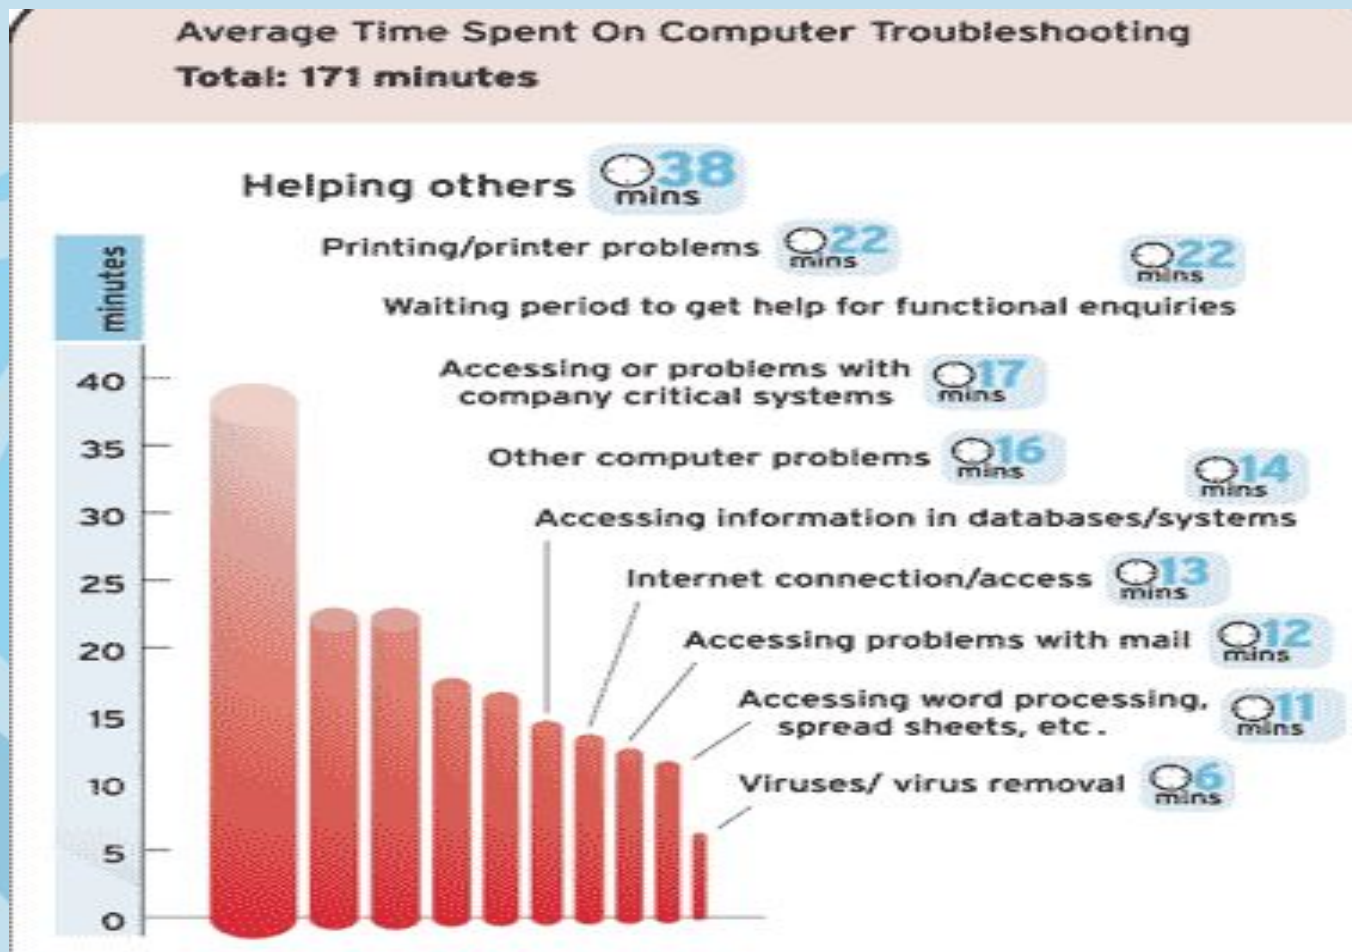 Average Time Spent On Computer Troubleshooting
Total: 171 minutes
Helping others 38 mins
Printing/printer problems 22 mins
22 mins
Waiting period to get help for functional enquiries
Accessing or problems with
company critical systems 17 mins
Other computer problems 16 mins
14 mins
Accessing information in databases/systems
Internet connection/access 13 mins
Accessing problems with mail 12 mins
Accessing word processing,
spread sheets, etc. 11 mins
Viruses/ virus removal 6 mins
minutes
40
35
30
25
20
15
10
5
0